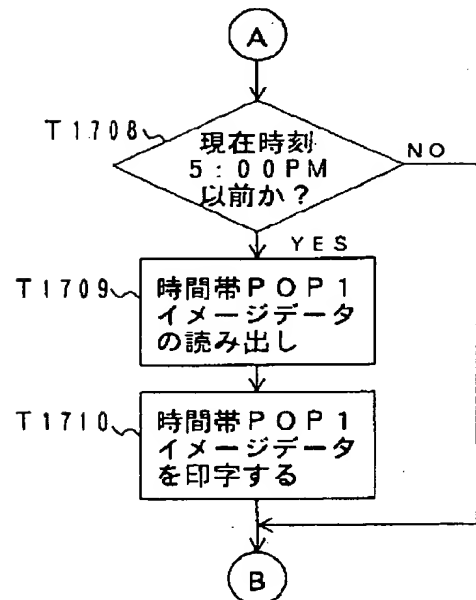 A
T1708
現在時刻
5:00PM
以前か?
NO
YES
T1709
時間帯POP1
イメージデータ
の読み出し
T1710
時間帯POP1
イメージデータ
を印字する
B